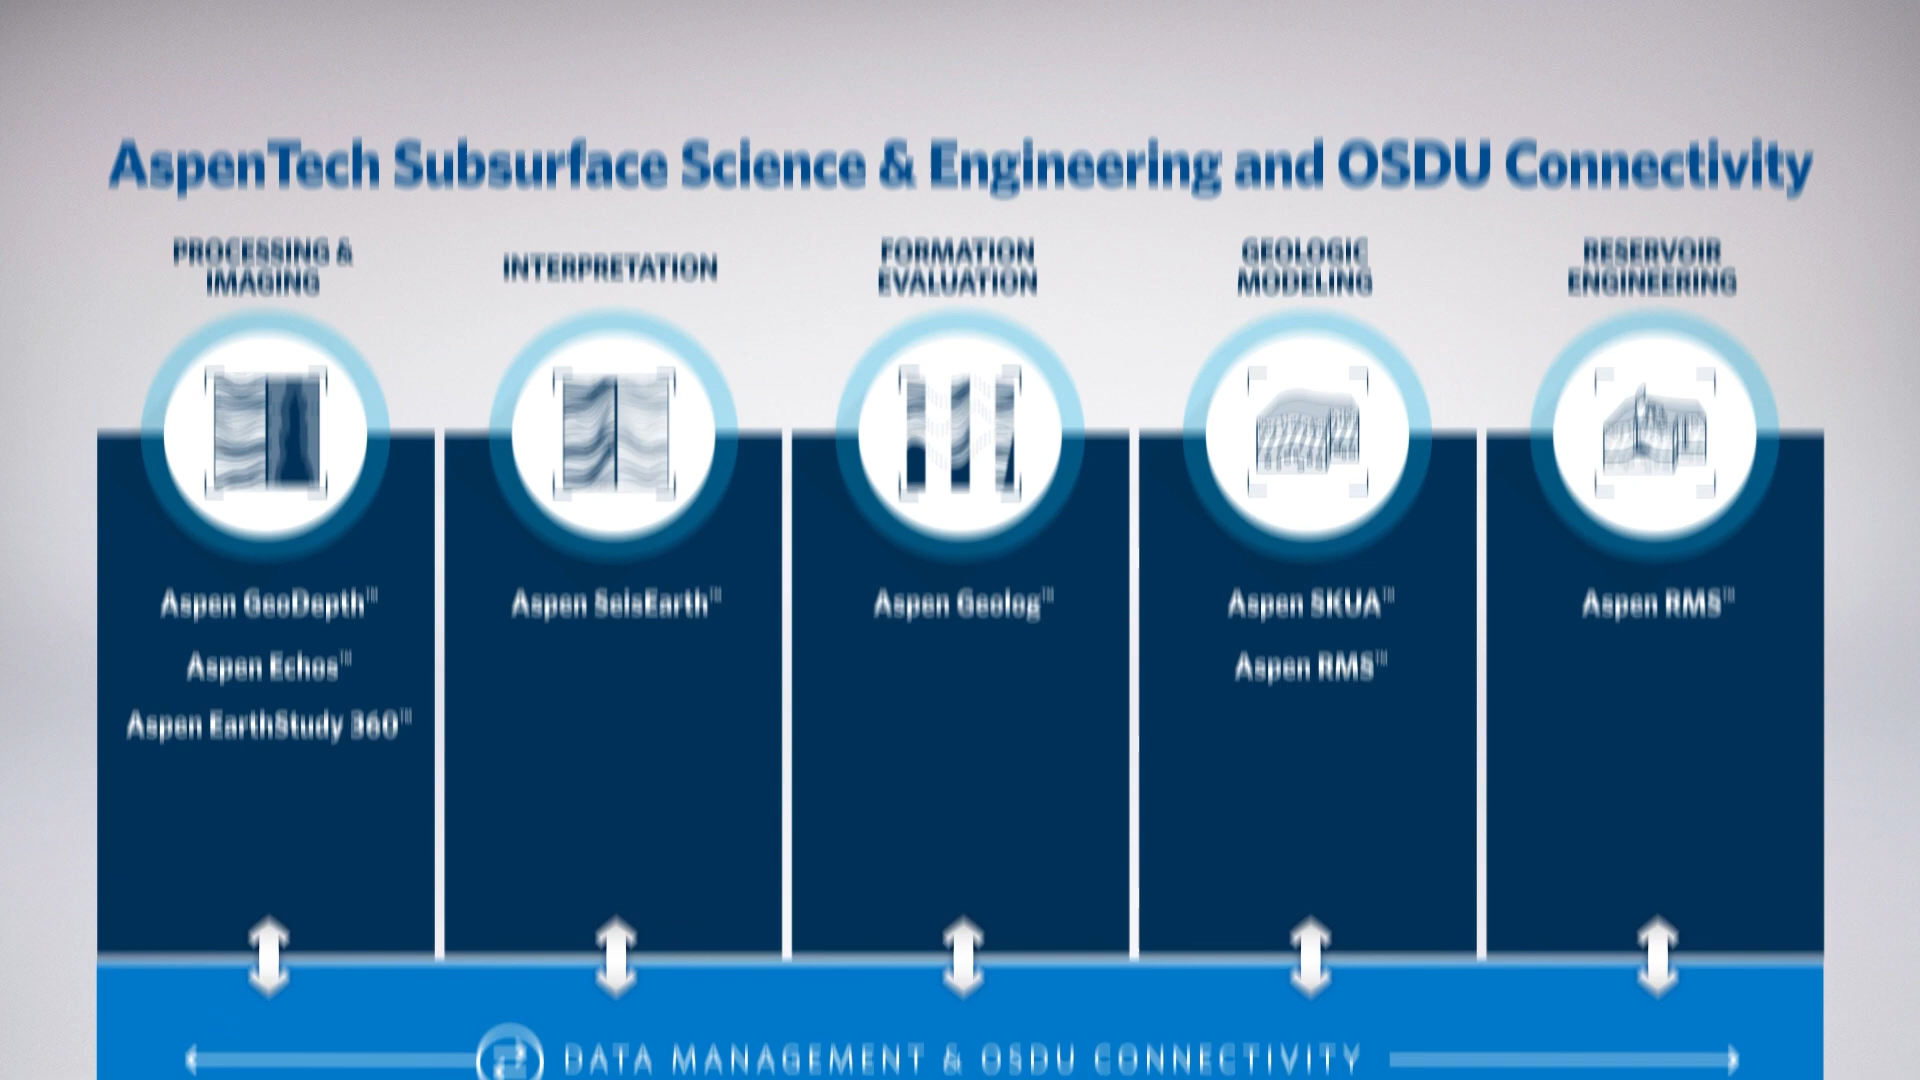 AspenTech Subsurface Science & Engineering and OSDU Connectivity
PROCESSING &
IMAGING
INTERPRETATION
FORMATION
EVALUATION
GEOLOGIC
MODELING
RESERVOIR
ENGINEERING
Aspen GeoDepth™
Aspen Echos™
Aspen EarthStudy 360™
Aspen SeisEarth™
Aspen Geolog™
Aspen SKUA™
Aspen RMS™
Aspen RMS™
DATA MANAGEMENT & OSDU CONNECTIVITY